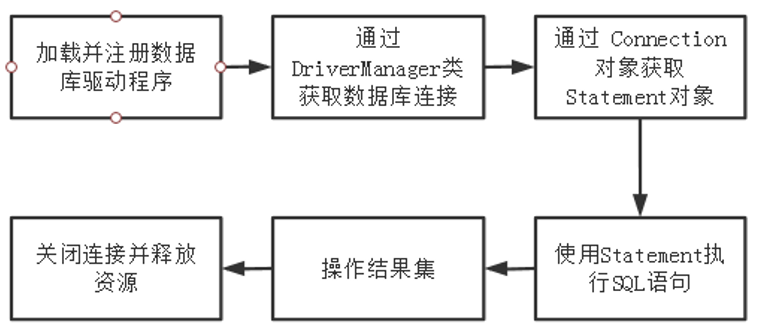 加载并注册数据
库驱动程序
通过
DriverManager类
获取数据库连接
通过 Connection
对象获取
Statement对象
使用Statement执
行SQL语句
操作结果集
关闭连接并释放
资源